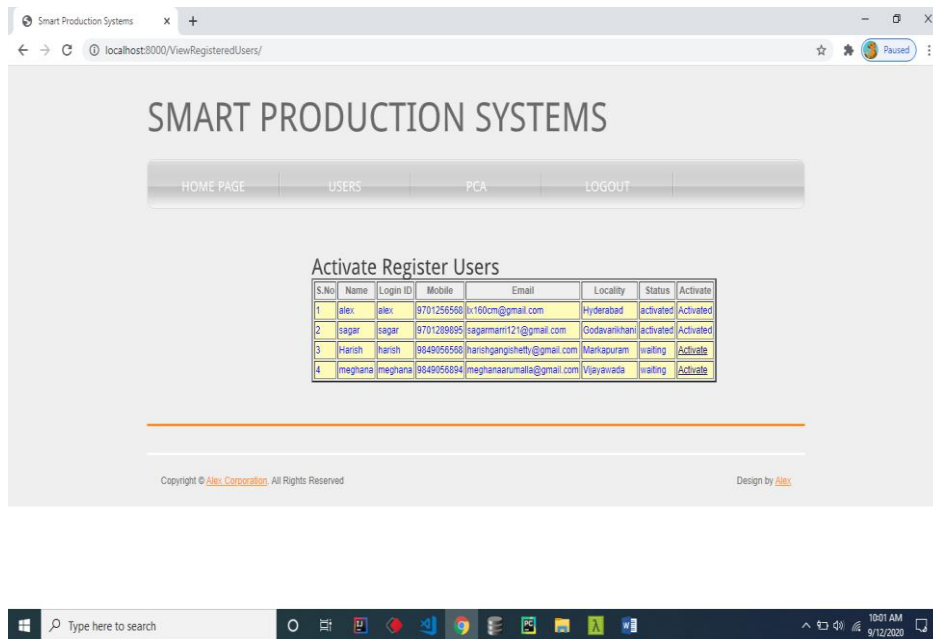 Smart Production Systems
localhost:8000/ViewRegisteredUsers/
Paused
SMART PRODUCTION SYSTEMS
HOME PAGE USERS PCA LOGOUT
Activate Register Users
S.No Name Login ID Mobile Email Locality Status Activate
1 alex alex 9701256568 lx160cm@gmail.com Hyderabad activated Activated
2 sagar sagar 9701289895 sagarmarri121@gmail.com Godavarikhani activated Activated
3 Harish harish 9849056568 harishgangishetty@gmail.com Markapuram waiting Activate
4 meghana meghana 9849056894 meghanaarumalla@gmail.com Vijayawada waiting Activate
Copyright © Alex Corporation. All Rights Reserved Design by Alex
Type here to search
10:01 AM
9/12/2020